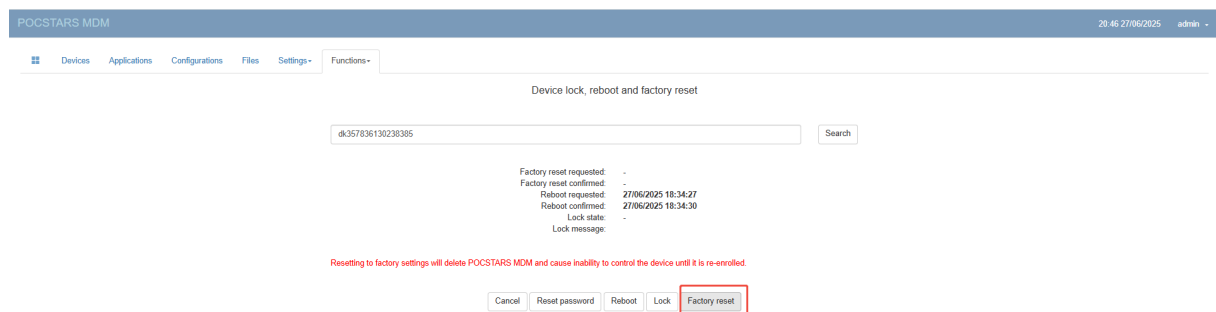 POCSTARS MDM 20:46 27/06/2025 admin
Devices Applications Configurations Files Settings Functions
Device lock, reboot and factory reset
dk357836130238385 Search
Factory reset requested: -
Factory reset confirmed: -
Reboot requested: 27/06/2025 18:34:27
Reboot confirmed: 27/06/2025 18:34:30
Lock state: -
Lock message:
Resetting to factory settings will delete POCSTARS MDM and cause inability to control the device until it is re-enrolled.
Cancel Reset password Reboot Lock Factory reset